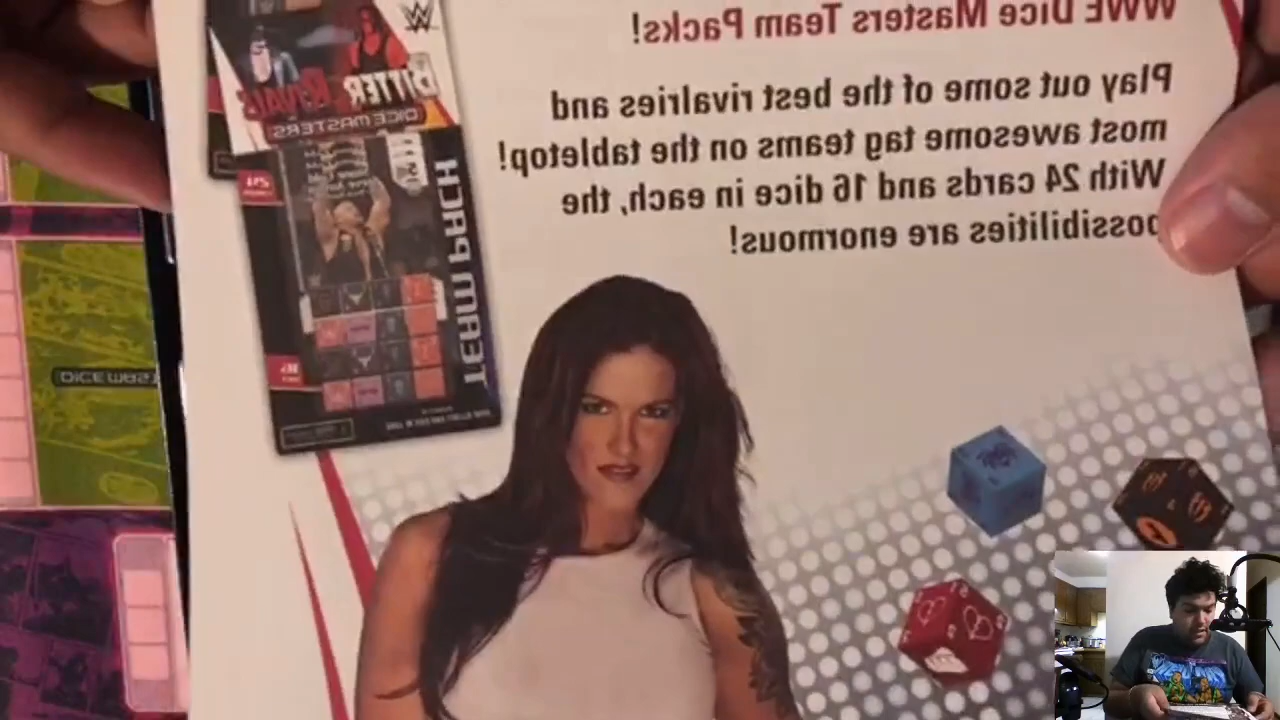 WWE Dice Masters Team Packs!
Play out some of the best rivalries and
most awesome tag teams on the tabletop!
With 24 cards and 16 dice in each, the
possibilities are enormous!
BITTER RIVALS
DICE MASTERS
TEAM PACK
DICE MAST